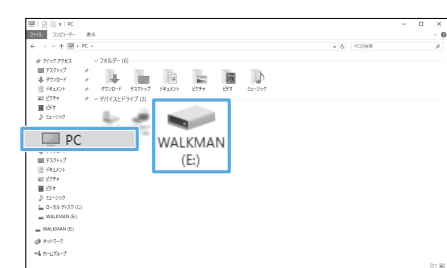 PC
ファイル コンピューター 表示
PC
PCの検索
クイック アクセス
デスクトップ
ダウンロード
ドキュメント
ピクチャ
ビデオ
ミュージック
PC
デスクトップ
ドキュメント
ピクチャ
ビデオ
ミュージック
ローカル ディスク (C:)
WALKMAN (E:)
WALKMAN (E:)
ネットワーク
ホームグループ
フォルダー (6)
ダウンロード デスクトップ ドキュメント ピクチャ ビデオ ミュージック
デバイスとドライブ (3)
WALKMAN
(E:)